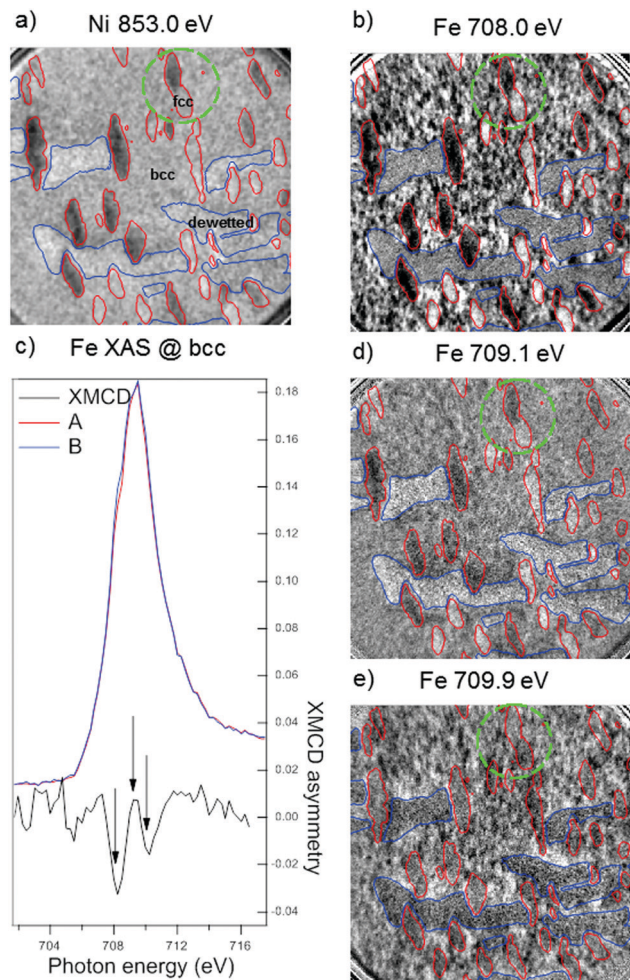 a) Ni 853.0 eV
fcc
bcc
dewetted
b) Fe 708.0 eV
c) Fe XAS @ bcc
XMCD
A
B
0.18
0.16
0.14
0.12
0.10
0.08
0.06
0.04
0.02
0.00
-0.02
-0.04
XMCD asymmetry
704 708 712 716
Photon energy (eV)
d) Fe 709.1 eV
e) Fe 709.9 eV